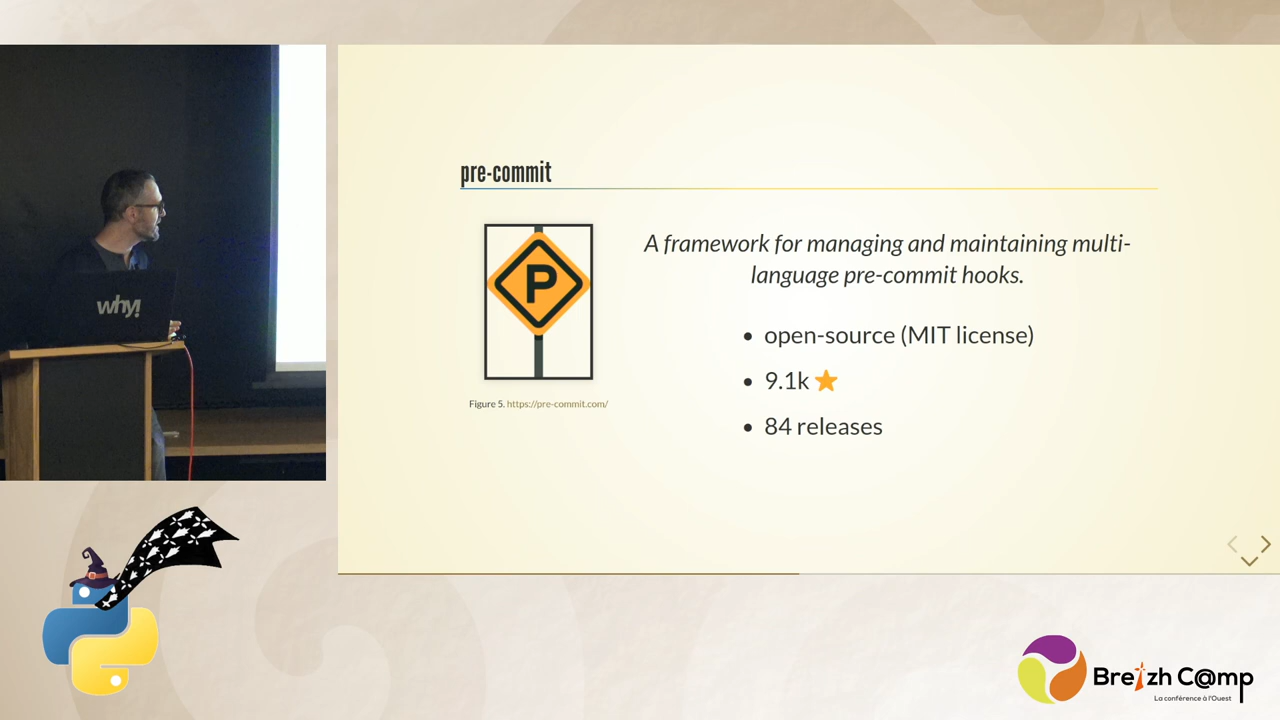 pre-commit
why!
P
A framework for managing and maintaining multi-
language pre-commit hooks.
• open-source (MIT license)
• 9.1k ⭐
• 84 releases
Figure 5. https://pre-commit.com/
Breizh C@mp
La conférence à l'Ouest